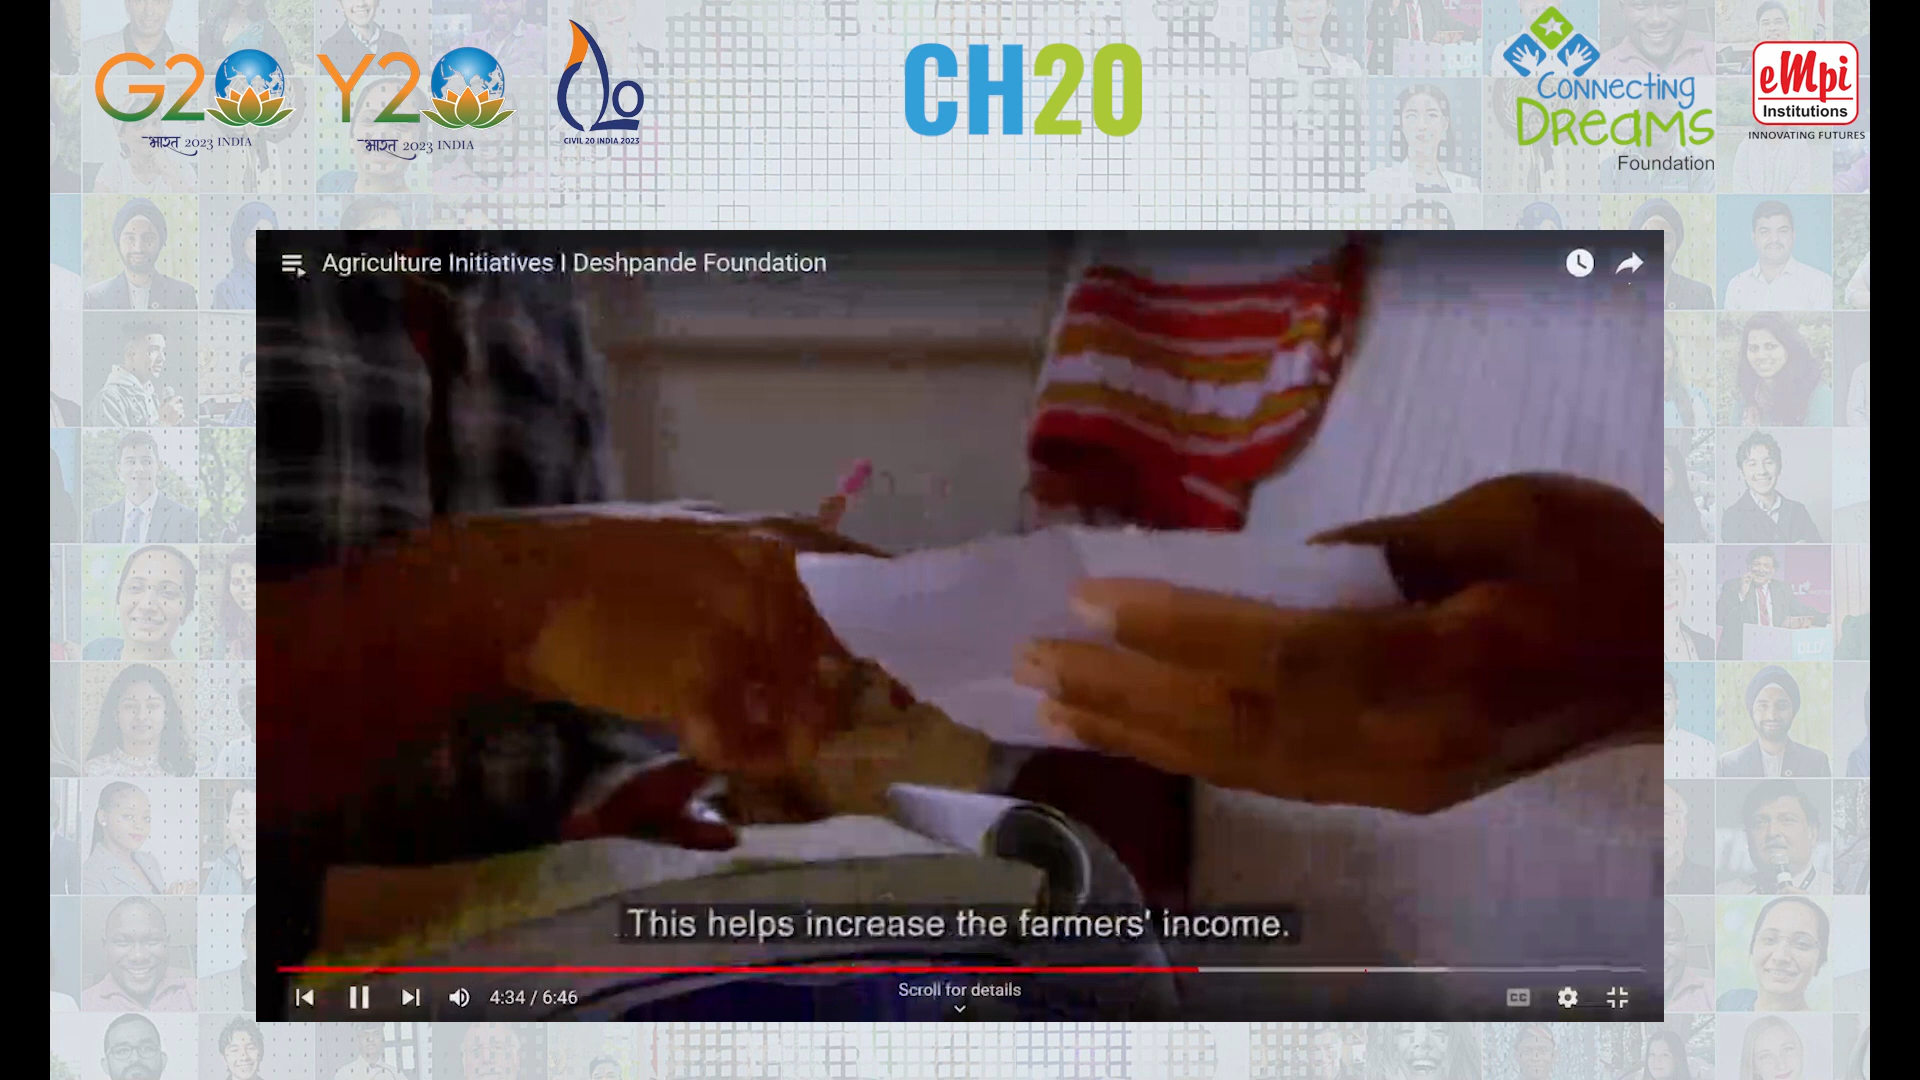 G20
भारत 2023 INDIA
Y20
भारत 2023 INDIA
CIVIL 20 INDIA 2023
CH20
CONNECTING
DREAMS
Foundation
eMpi
Institutions
INNOVATING FUTURES
Agriculture Initiatives I Deshpande Foundation
This helps increase the farmers' income.
4:34 / 6:46
Scroll for details
CC